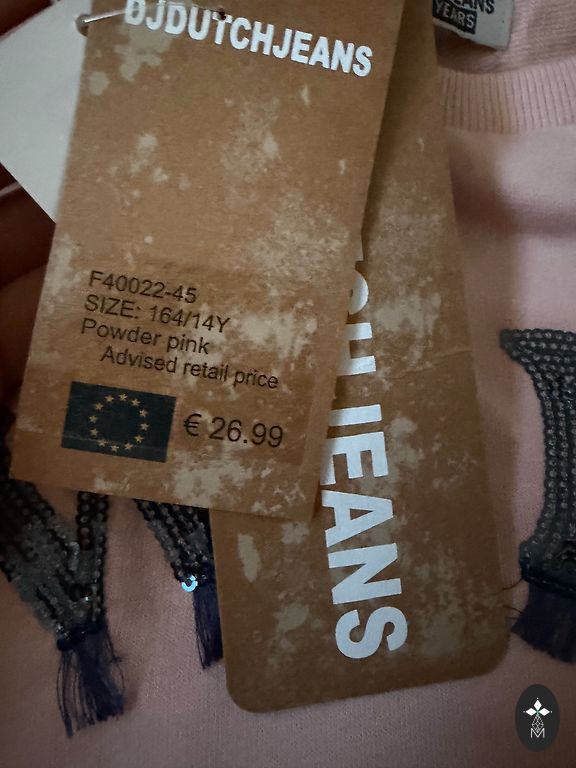 DJDUTCHJEANS
YEARS
F40022-45
SIZE: 164/14Y
Powder pink
Advised retail price
€ 26.99
JEANS
M